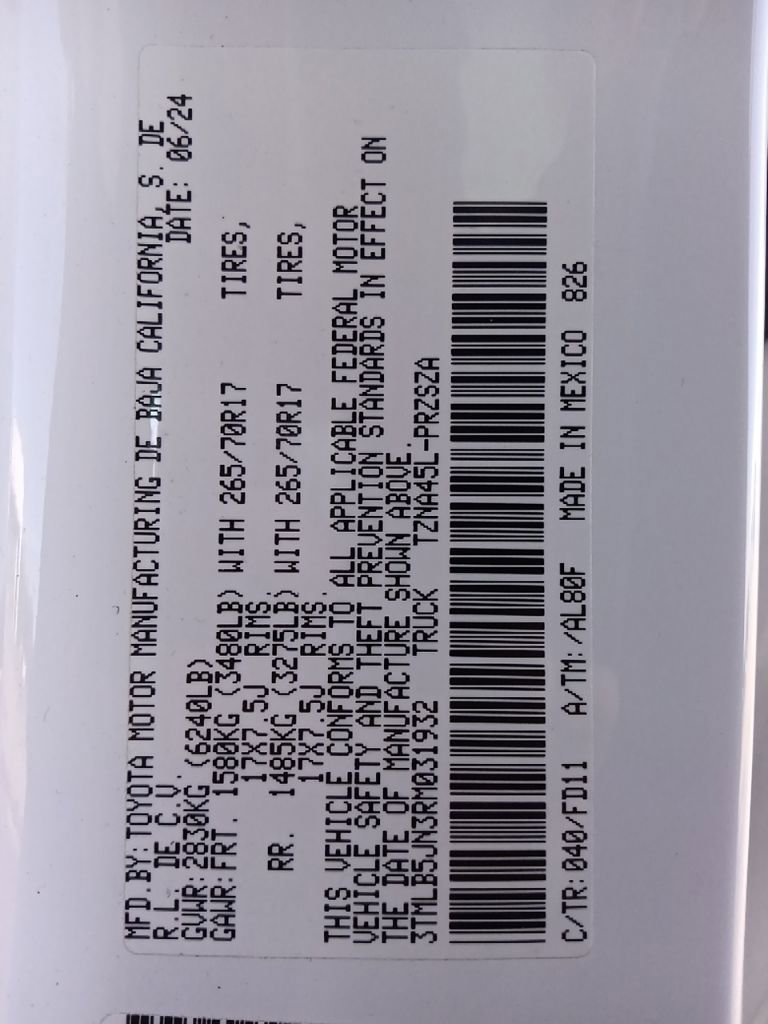 MFD.BY:TOYOTA MOTOR MANUFACTURING DE BAJA CALIFORNIA, S. DE
R.L. DE C.V. DATE: 06/24
GVWR:2830KG (6240LB)
GAWR:FRT. 1580KG (3480LB) WITH 265/70R17 TIRES,
17X7.5J RIMS.
RR. 1485KG (3275LB) WITH 265/70R17 TIRES,
17X7.5J RIMS.
THIS VEHICLE CONFORMS TO ALL APPLICABLE FEDERAL MOTOR
VEHICLE SAFETY AND THEFT PREVENTION STANDARDS IN EFFECT ON
THE DATE OF MANUFACTURE SHOWN ABOVE.
3TMLB5JN3RM031932 TRUCK TZNA45L-PRZSZA
C/TR:040/FD11 A/TM:/AL80F MADE IN MEXICO 826